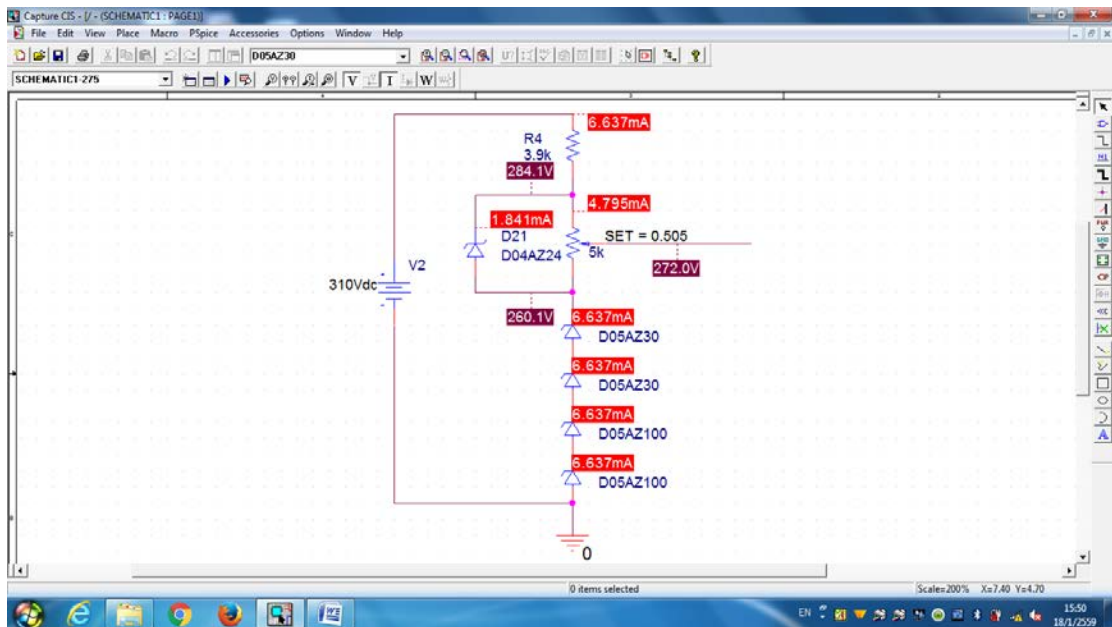 Capture CIS - [/ - (SCHEMATIC1 : PAGE1)]
File Edit View Place Macro PSpice Accessories Options Window Help
D05AZ30
U?
SCHEMATIC1-275
V I W
6.637mA
R4
3.9k
284.1V
4.795mA
1.841mA
D21
D04AZ24
SET = 0.505
5k
272.0V
V2
310Vdc
260.1V
6.637mA
D05AZ30
6.637mA
D05AZ30
6.637mA
D05AZ100
6.637mA
D05AZ100
0
0 items selected
Scale=200% X=7.40 Y=4.70
EN
15:50
18/1/2559